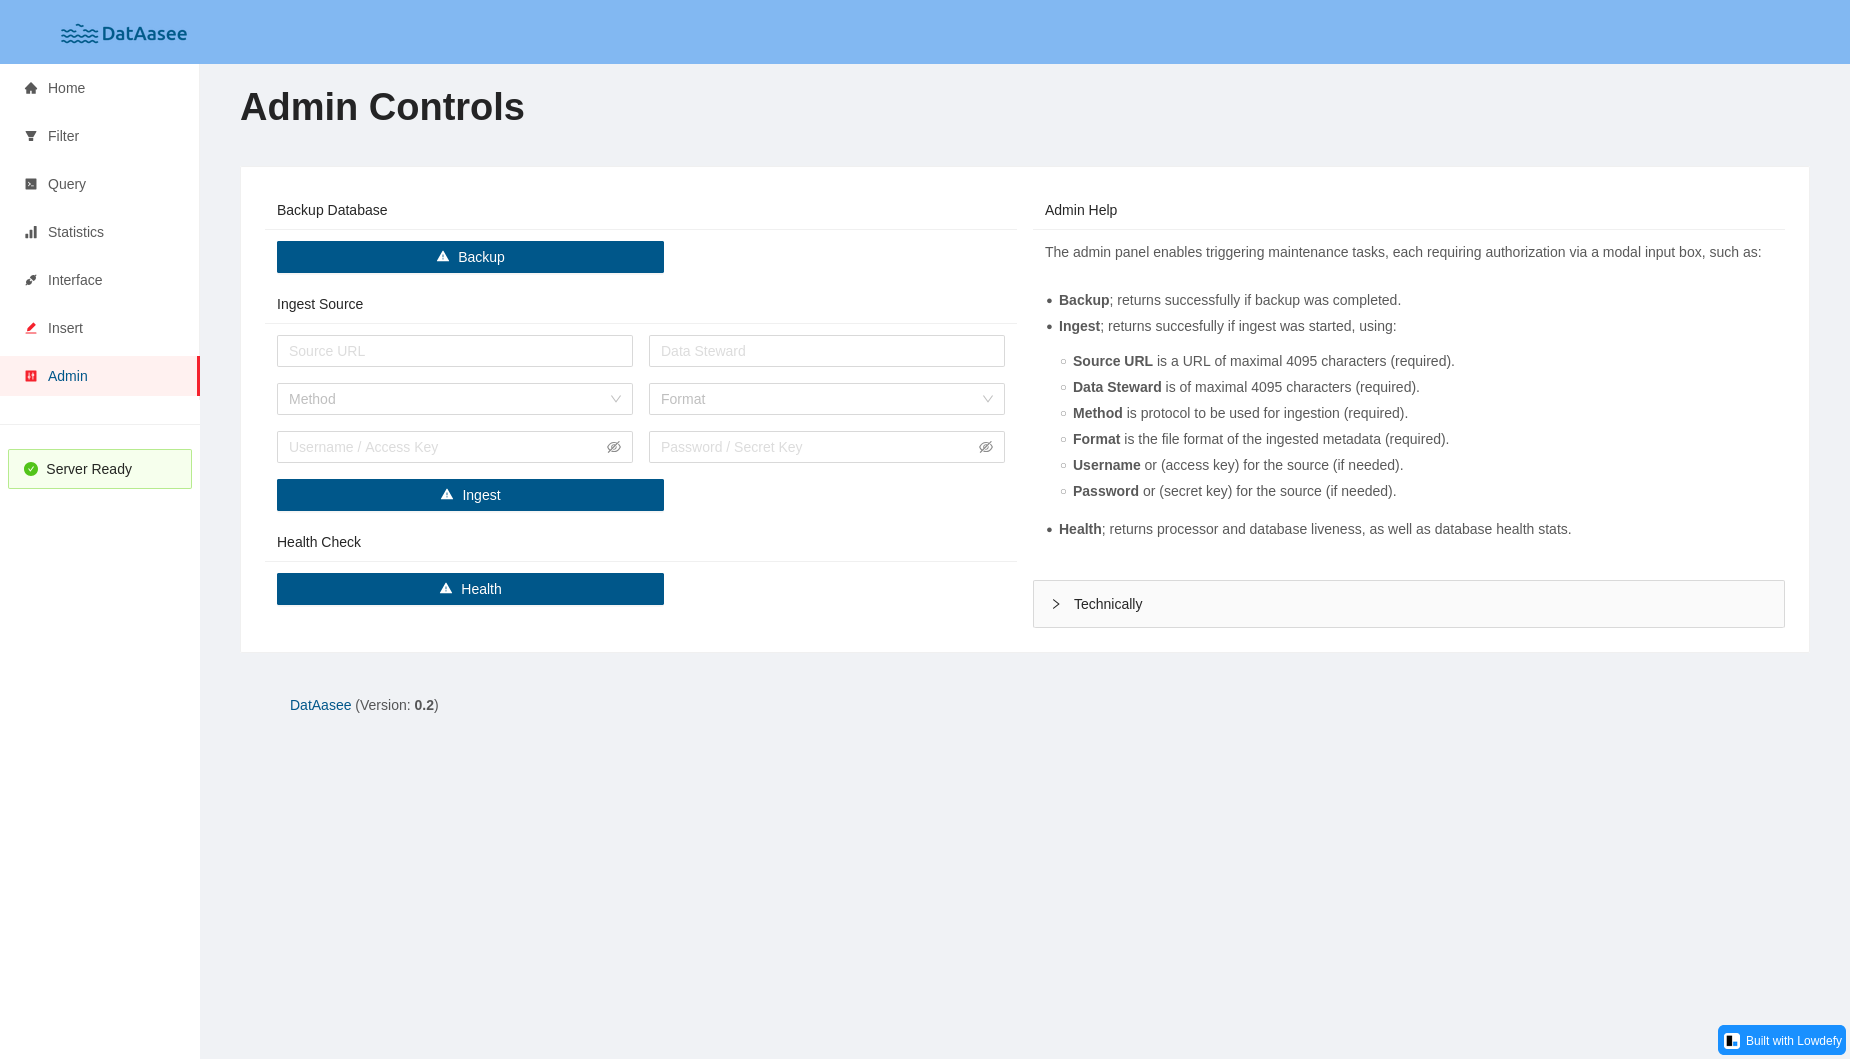 DatAasee
Home
Filter
Query
Statistics
Interface
Insert
Admin
Server Ready
Admin Controls
Backup Database
Backup
Ingest Source
Source URL
Data Steward
Method
Format
Username / Access Key
Password / Secret Key
Ingest
Health Check
Health
Admin Help
The admin panel enables triggering maintenance tasks, each requiring authorization via a modal input box, such as:
Backup; returns successfully if backup was completed.
Ingest; returns succesfully if ingest was started, using:
Source URL is a URL of maximal 4095 characters (required).
Data Steward is of maximal 4095 characters (required).
Method is protocol to be used for ingestion (required).
Format is the file format of the ingested metadata (required).
Username or (access key) for the source (if needed).
Password or (secret key) for the source (if needed).
Health; returns processor and database liveness, as well as database health stats.
Technically
DatAasee (Version: 0.2)
Built with Lowdefy